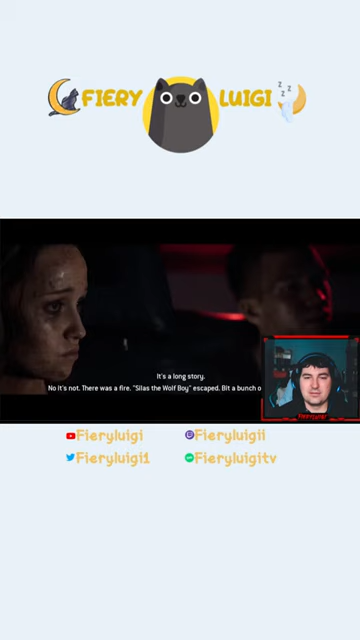 FIERY LUIGI
z z z
It's a long story.
No it's not. There was a fire. "Silas the Wolf Boy" escaped. Bit a bunch o
FIERYLUIGI
Fieryluigi Fieryluigii
Fieryluigi1 Fieryluigitv